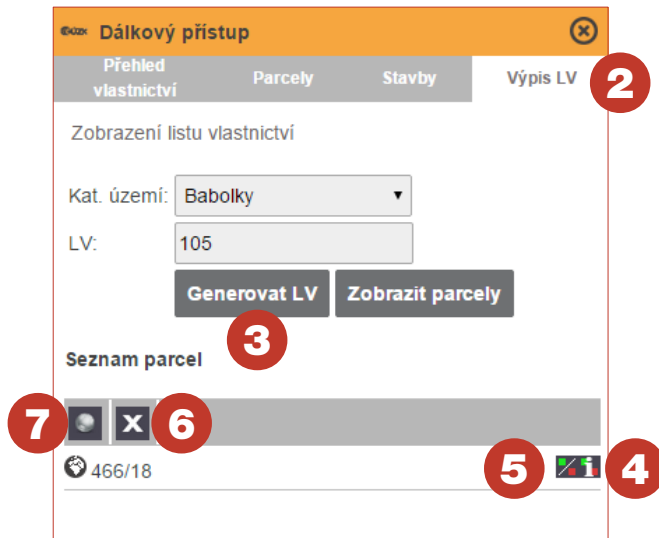 Dálkový přístup
Přehled vlastnictví Parcely Stavby Výpis LV 2
Zobrazení listu vlastnictví
Kat. území: Babolky
LV: 105
Generovat LV Zobrazit parcely
3
Seznam parcel
7 X 6
466/18 5 4